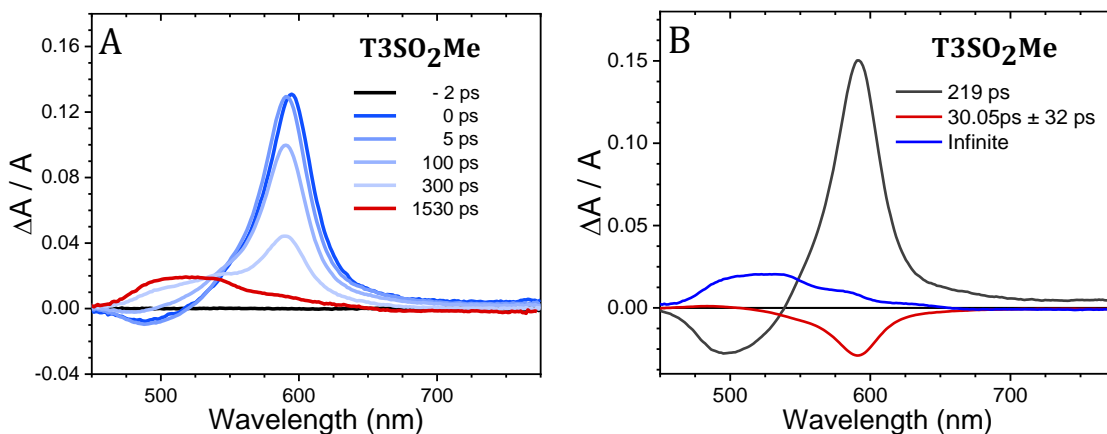 A
T3SO₂Me
- 2 ps
0 ps
5 ps
100 ps
300 ps
1530 ps
0.16
0.12
0.08
0.04
0.00
-0.04
ΔA / A
500
600
700
Wavelength (nm)
B
T3SO₂Me
219 ps
30.05ps ± 32 ps
Infinite
0.15
0.10
0.05
0.00
ΔA / A
500
600
700
Wavelength (nm)